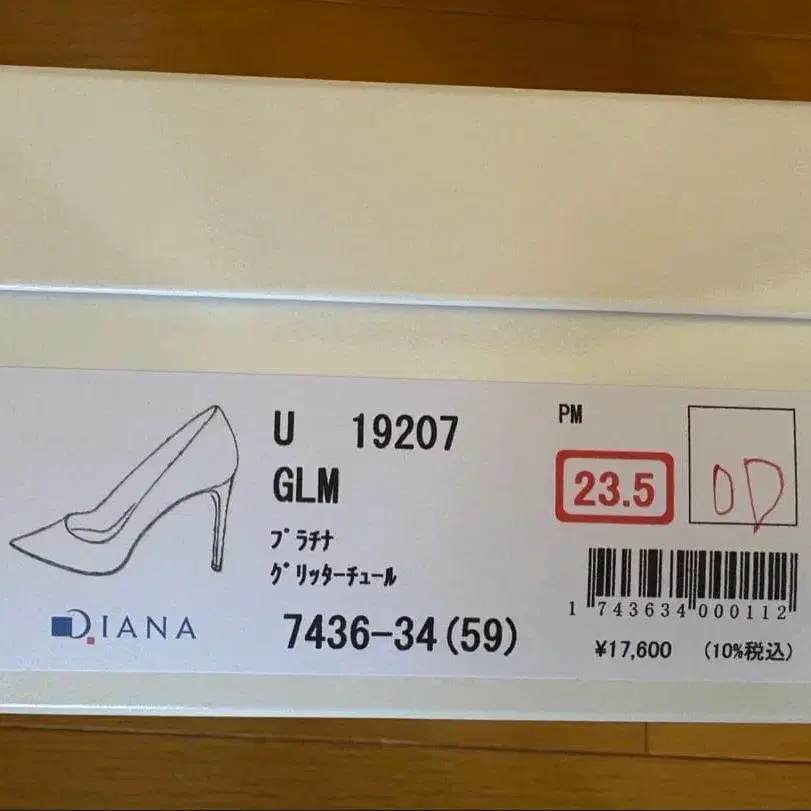 U 19207
GLM
プラチナ
グリッターチュール
7436-34(59)
DIANA
PM
23.5
OD
1 743634 000112
¥17,600 (10%税込)